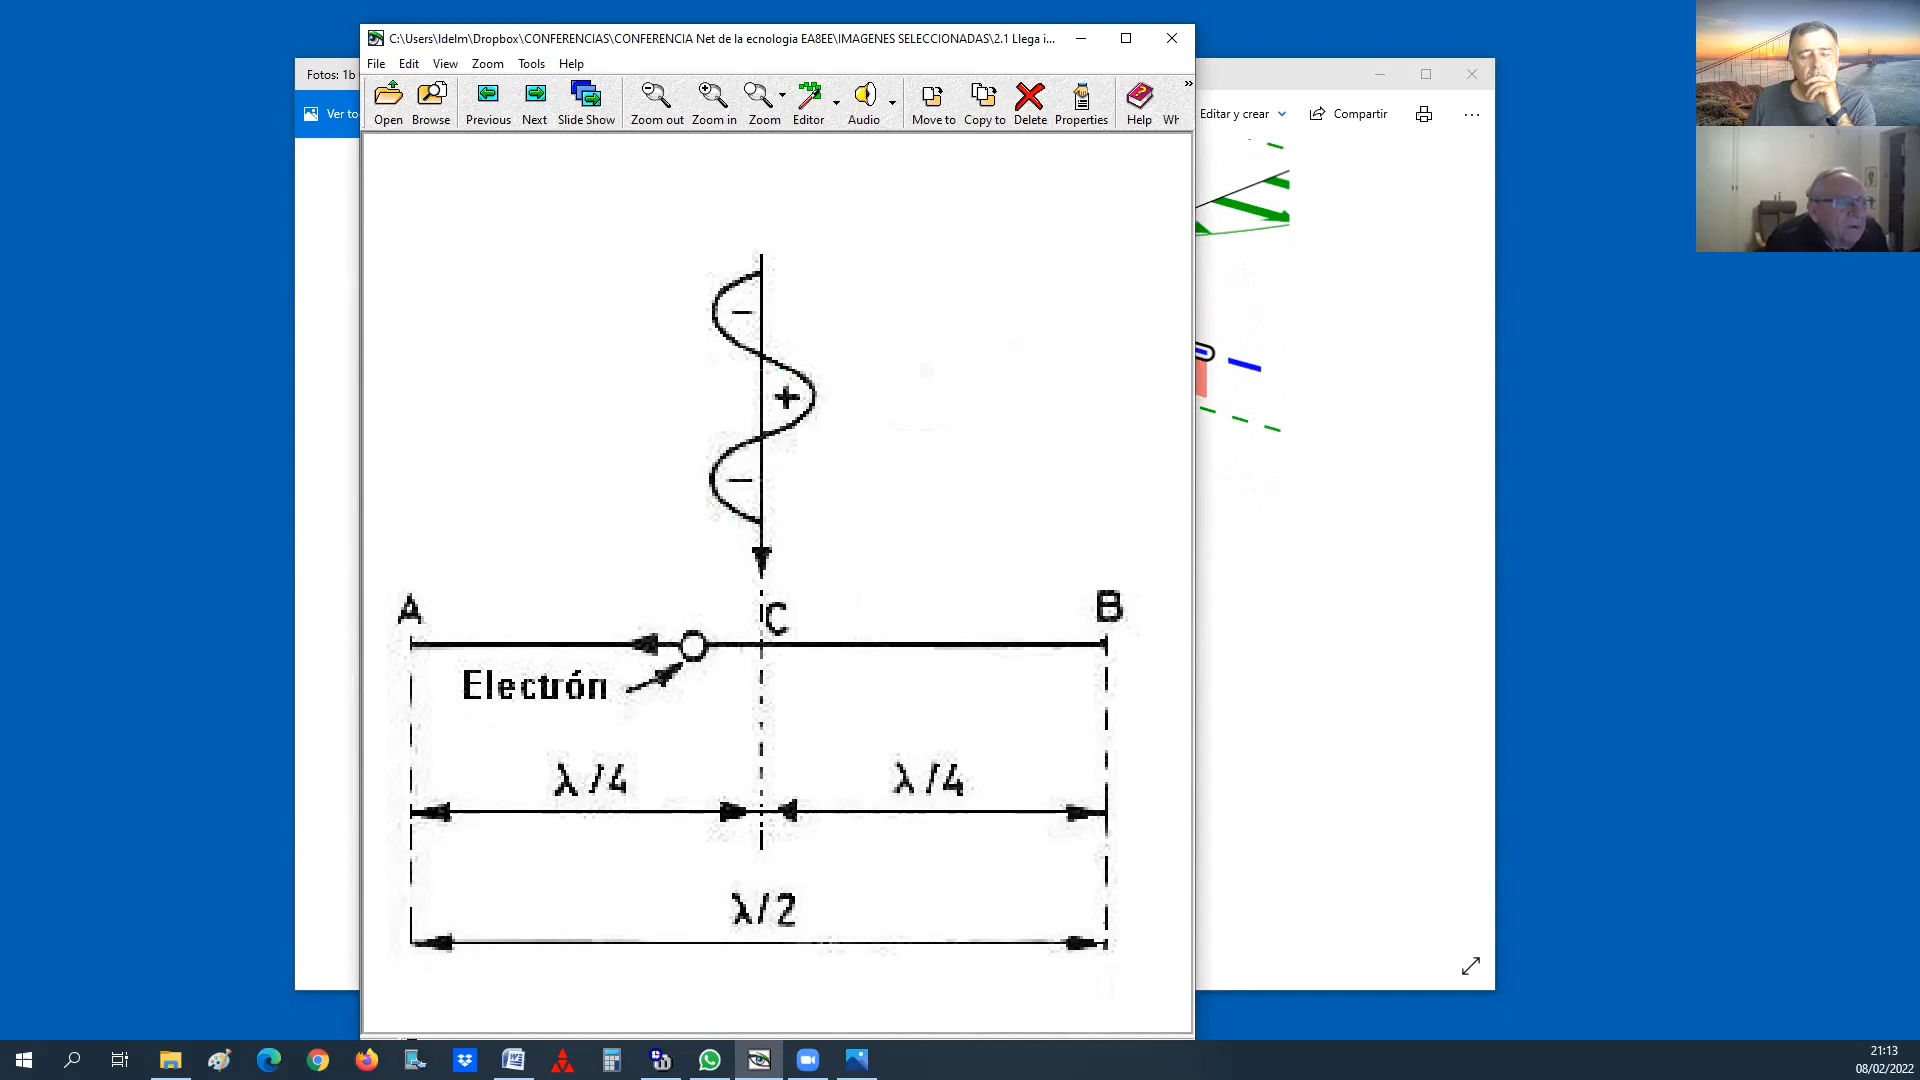 C:\Users\Idelm\Dropbox\CONFERENCIAS\CONFERENCIA Net de la ecnologia EA8EE\IMAGENES SELECCIONADAS\2.1 Llega i...
File Edit View Zoom Tools Help
Fotos: 1b
Ver to
Open Browse Previous Next Slide Show Zoom out Zoom in Zoom Editor Audio Move to Copy to Delete Properties Help Wh
Editar y crear Compartir
−
+
−
A C B
Electrón
λ/4 λ/4
λ/2
21:13
08/02/2022